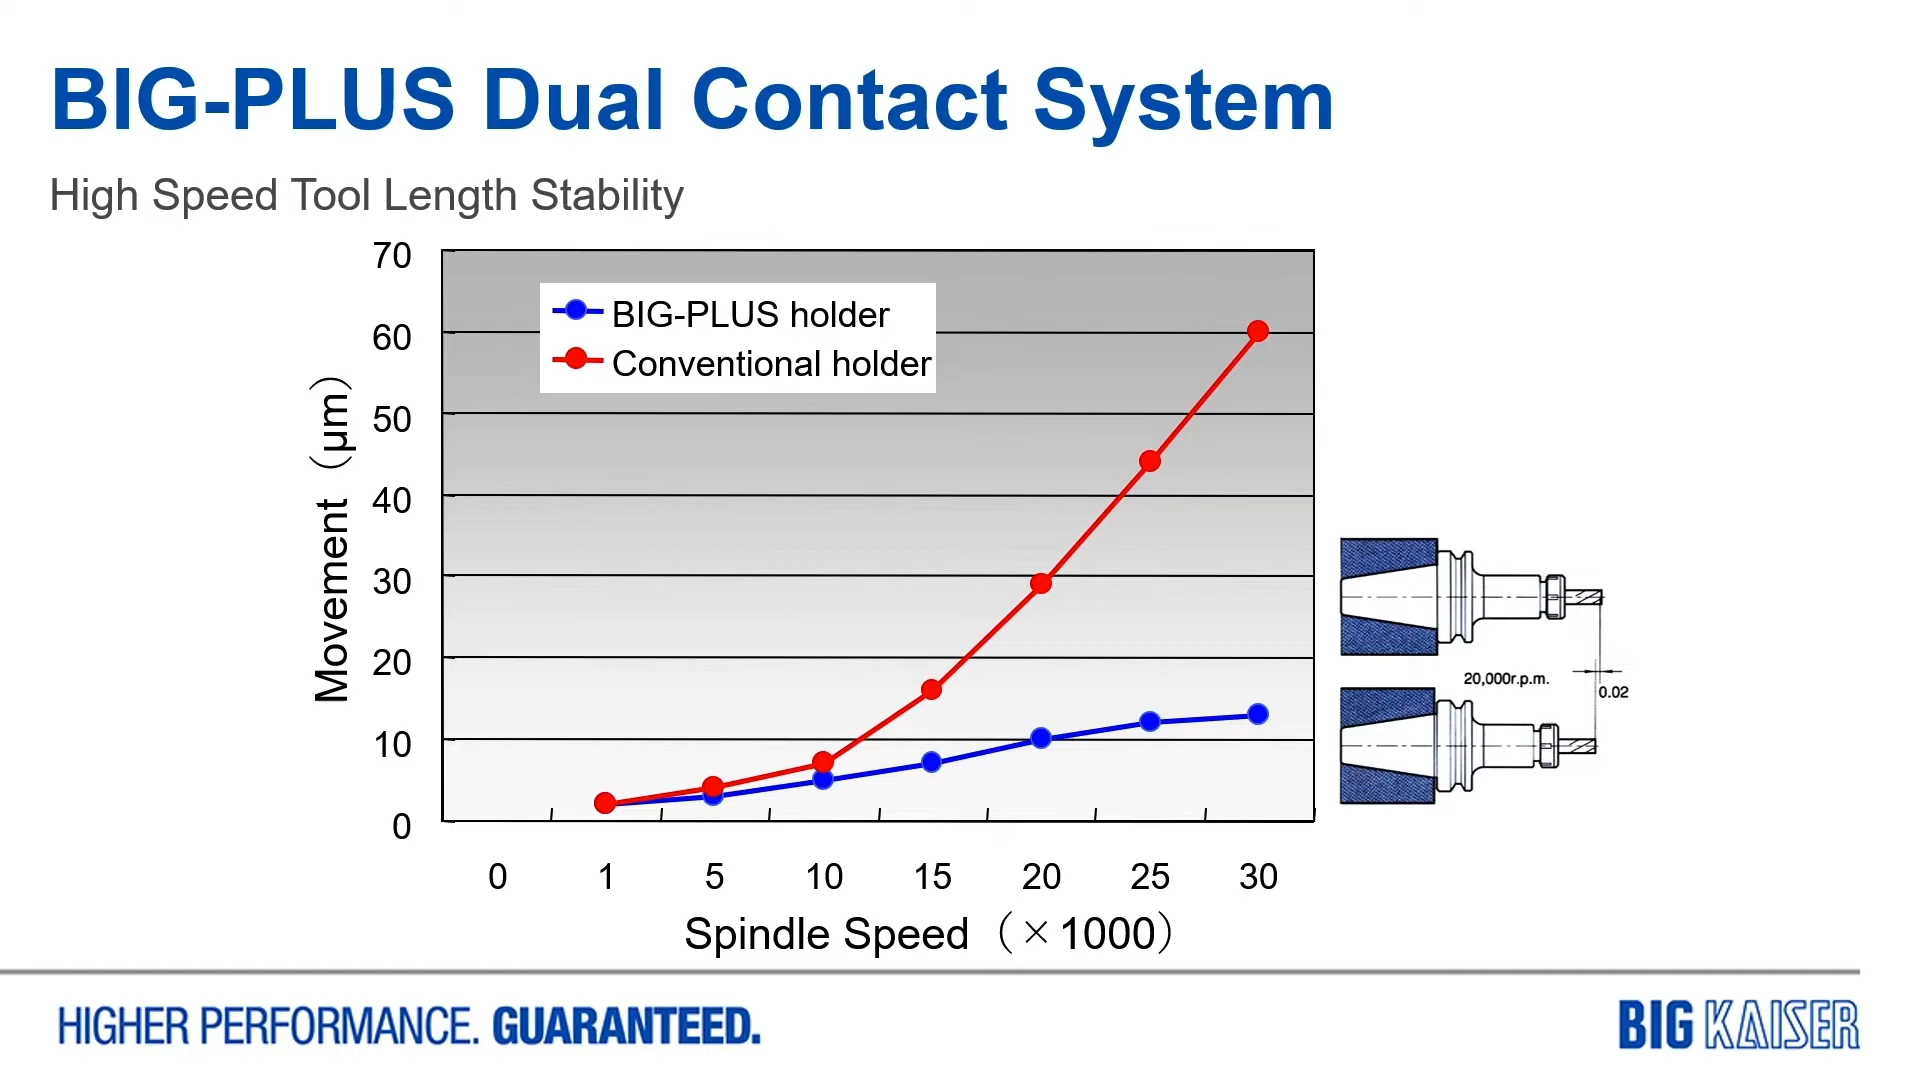 BIG-PLUS Dual Contact System
High Speed Tool Length Stability
70
60
50
40
30
20
10
0
Movement（μm）
BIG-PLUS holder
Conventional holder
0 1 5 10 15 20 25 30
Spindle Speed（×1000）
20,000r.p.m.
0.02
HIGHER PERFORMANCE. GUARANTEED.
BIG KAISER